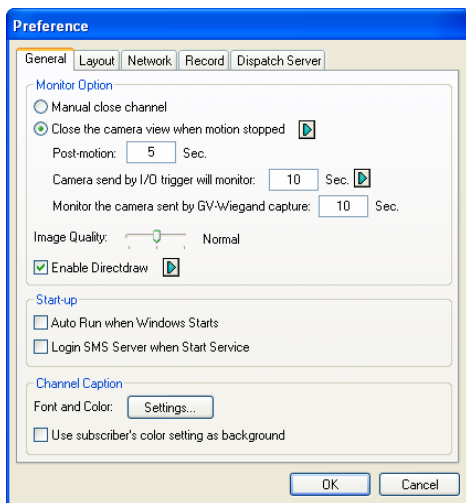 Preference
General Layout Network Record Dispatch Server
Monitor Option
Manual close channel
Close the camera view when motion stopped
Post-motion: 5 Sec.
Camera send by I/O trigger will monitor: 10 Sec.
Monitor the camera sent by GV-Wiegand capture: 10 Sec.
Image Quality: Normal
Enable Directdraw
Start-up
Auto Run when Windows Starts
Login SMS Server when Start Service
Channel Caption
Font and Color: Settings...
Use subscriber's color setting as background
OK Cancel